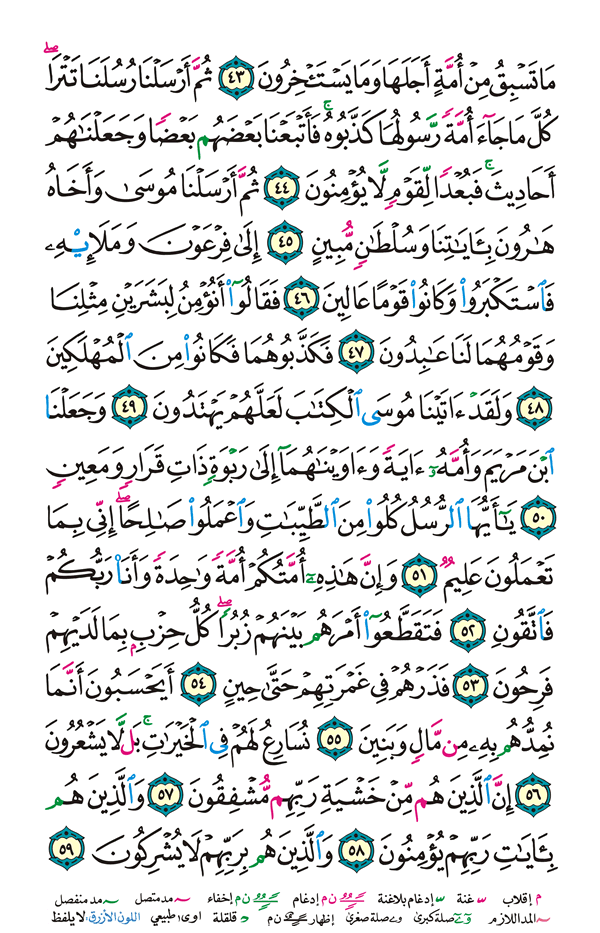 مَا تَسْبِقُ مِنْ أُمَّةٍ أَجَلَهَا وَمَا يَسْتَـْٔخِرُونَ ٤٣ ثُمَّ أَرْسَلْنَا رُسُلَنَا تَتْرَاۖ
كُلَّ مَا جَآءَ أُمَّةً رَّسُولُهَا كَذَّبُوهُۚ فَأَتْبَعْنَا بَعْضَهُم بَعْضًا وَجَعَلْنَـٰهُمْ
أَحَادِيثَۚ فَبُعْدًا لِّقَوْمٍ لَّا يُؤْمِنُونَ ٤٤ ثُمَّ أَرْسَلْنَا مُوسَىٰ وَأَخَاهُ
هَـٰرُونَ بِـَٔايَـٰتِنَا وَسُلْطَـٰنٍ مُّبِينٍ ٤٥ إِلَىٰ فِرْعَوْنَ وَمَلَإِي۟هِۦ
فَٱسْتَكْبَرُوا۟ وَكَانُوا۟ قَوْمًا عَالِينَ ٤٦ فَقَالُوٓا۟ أَنُؤْمِنُ لِبَشَرَيْنِ مِثْلِنَا
وَقَوْمُهُمَا لَنَا عَـٰبِدُونَ ٤٧ فَكَذَّبُوهُمَا فَكَانُوا۟ مِنَ ٱلْمُهْلَكِينَ
٤٨ وَلَقَدْ ءَاتَيْنَا مُوسَى ٱلْكِتَـٰبَ لَعَلَّهُمْ يَهْتَدُونَ ٤٩ وَجَعَلْنَا
ٱبْنَ مَرْيَمَ وَأُمَّهُۥٓ ءَايَةً وَءَاوَيْنَـٰهُمَآ إِلَىٰ رَبْوَةٍ ذَاتِ قَرَارٍ وَمَعِينٍ
٥٠ يَـٰٓأَيُّهَا ٱلرُّسُلُ كُلُوا۟ مِنَ ٱلطَّيِّبَـٰتِ وَٱعْمَلُوا۟ صَـٰلِحًاۖ إِنِّى بِمَا
تَعْمَلُونَ عَلِيمٌ ٥١ وَإِنَّ هَـٰذِهِۦٓ أُمَّتُكُمْ أُمَّةً وَٰحِدَةً وَأَنَا۠ رَبُّكُمْ
فَٱتَّقُونِ ٥٢ فَتَقَطَّعُوٓا۟ أَمْرَهُم بَيْنَهُمْ زُبُرًاۖ كُلُّ حِزْبٍۭ بِمَا لَدَيْهِمْ
فَرِحُونَ ٥٣ فَذَرْهُمْ فِى غَمْرَتِهِمْ حَتَّىٰ حِينٍ ٥٤ أَيَحْسَبُونَ أَنَّمَا
نُمِدُّهُم بِهِۦ مِن مَّالٍ وَبَنِينَ ٥٥ نُسَارِعُ لَهُمْ فِى ٱلْخَيْرَٰتِۚ بَل لَّا يَشْعُرُونَ
٥٦ إِنَّ ٱلَّذِينَ هُم مِّنْ خَشْيَةِ رَبِّهِم مُّشْفِقُونَ ٥٧ وَٱلَّذِينَ هُم
بِـَٔايَـٰتِ رَبِّهِمْ يُؤْمِنُونَ ٥٨ وَٱلَّذِينَ هُم بِرَبِّهِمْ لَا يُشْرِكُونَ ٥٩
م إقلاب غنة إدغام بلاغنة ن م إدغام ن م إخفاء مد متصل مد منفصل
المد اللازم صلة كبرى و ے صلة صغرى إظهار ن م د قلقلة اوى طبيعي اللون الأزرق: لا يلفظ